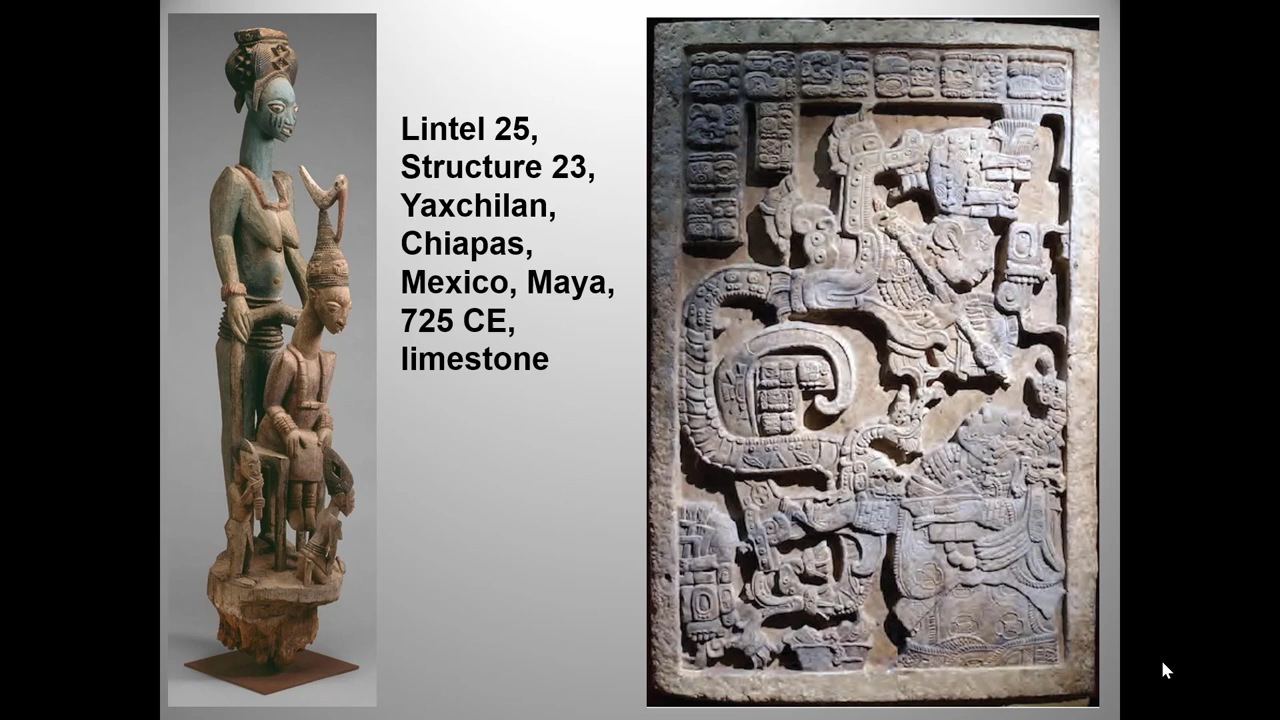 Lintel 25,
Structure 23,
Yaxchilan,
Chiapas,
Mexico, Maya,
725 CE,
limestone